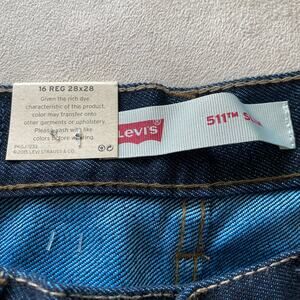 16 REG 28x28
Given the rich dye
characteristic of this product,
color may transfer onto
other garments or upholstery.
Please wash with like
colors before wearing.
©2015 LEVI STRAUSS & CO.
Levi's
511™